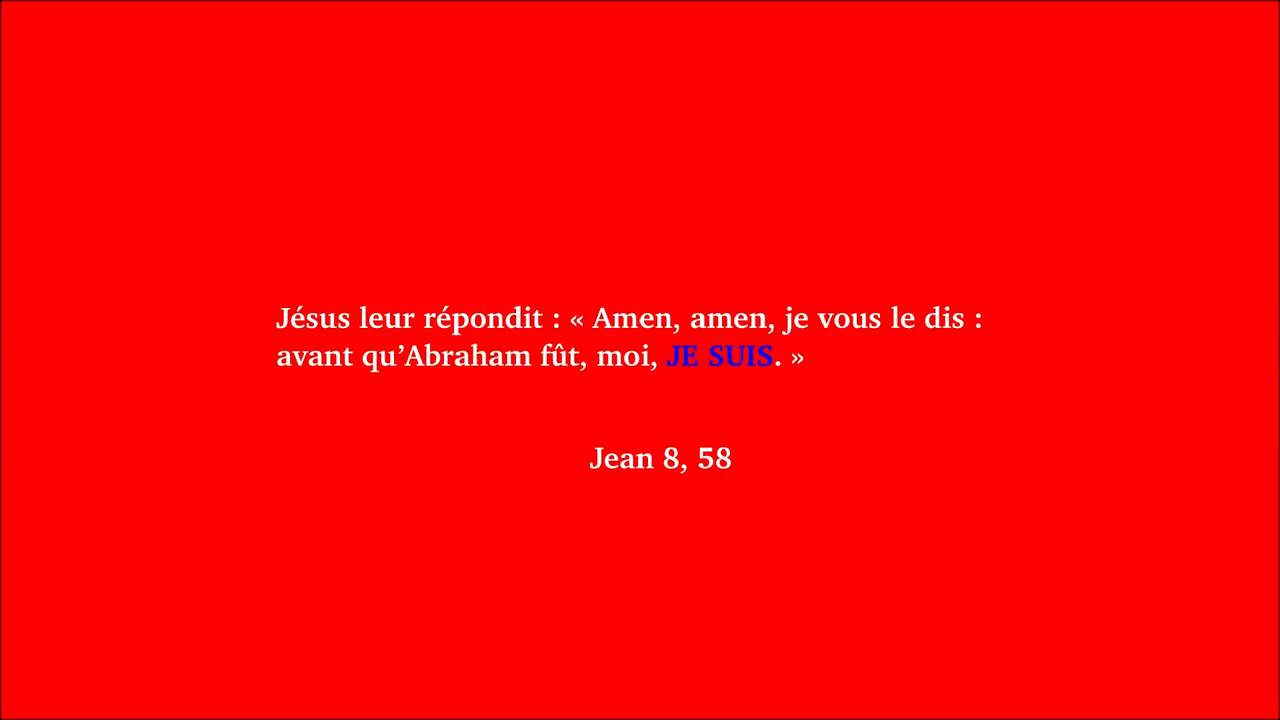 Jésus leur répondit : « Amen, amen, je vous le dis :
avant qu’Abraham fût, moi, JE SUIS. »
Jean 8, 58